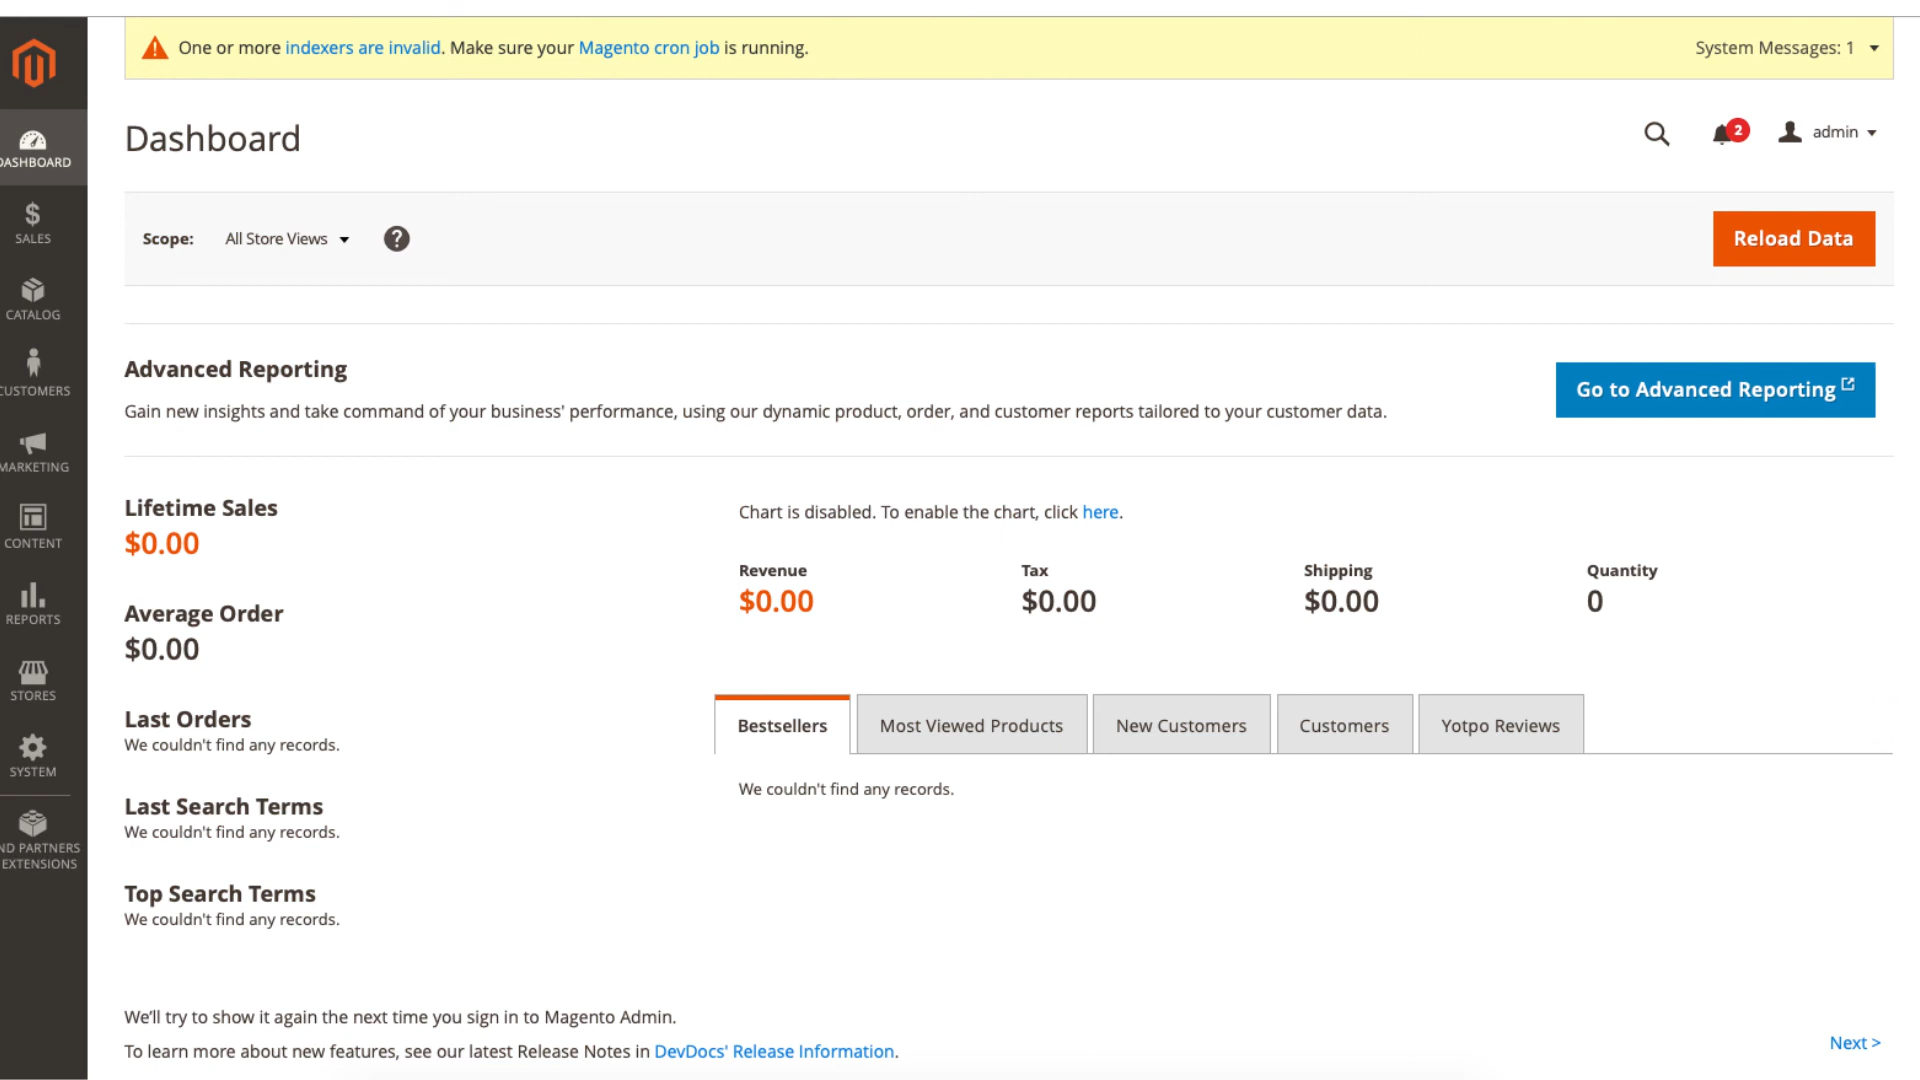 One or more indexers are invalid. Make sure your Magento cron job is running.
System Messages: 1
Dashboard
2
admin
Scope: All Store Views ?
Reload Data
DASHBOARD
SALES
CATALOG
CUSTOMERS
MARKETING
CONTENT
REPORTS
STORES
SYSTEM
ND PARTNERS
EXTENSIONS
Advanced Reporting
Gain new insights and take command of your business' performance, using our dynamic product, order, and customer reports tailored to your customer data.
Go to Advanced Reporting
Lifetime Sales
$0.00
Average Order
$0.00
Last Orders
We couldn't find any records.
Last Search Terms
We couldn't find any records.
Top Search Terms
We couldn't find any records.
Chart is disabled. To enable the chart, click here.
Revenue Tax Shipping Quantity
$0.00 $0.00 $0.00 0
Bestsellers Most Viewed Products New Customers Customers Yotpo Reviews
We couldn't find any records.
We'll try to show it again the next time you sign in to Magento Admin.
To learn more about new features, see our latest Release Notes in DevDocs' Release Information.
Next >